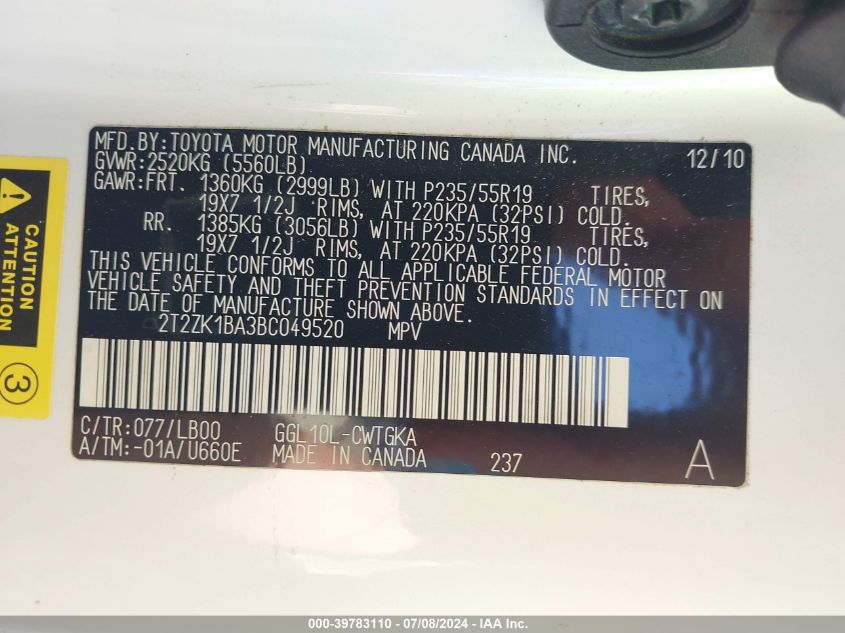 MFD.BY:TOYOTA MOTOR MANUFACTURING CANADA INC. 12/10
GVWR:2520KG (5560LB)
GAWR:FRT. 1360KG (2999LB) WITH P235/55R19 TIRES,
19X7 1/2J RIMS, AT 220KPA (32PSI) COLD.
RR. 1385KG (3056LB) WITH P235/55R19 TIRES,
19X7 1/2J RIMS, AT 220KPA (32PSI) COLD.
THIS VEHICLE CONFORMS TO ALL APPLICABLE FEDERAL MOTOR
VEHICLE SAFETY AND THEFT PREVENTION STANDARDS IN EFFECT ON
THE DATE OF MANUFACTURE SHOWN ABOVE.
2T2ZK1BA3BC049520 MPV
C/TR:077/LB00 GGL10L-CWTGKA
A/TM:-01A/U660E MADE IN CANADA 237 A
CAUTION
ATTENTION
3
000-39783110 - 07/08/2024 - IAAI.com